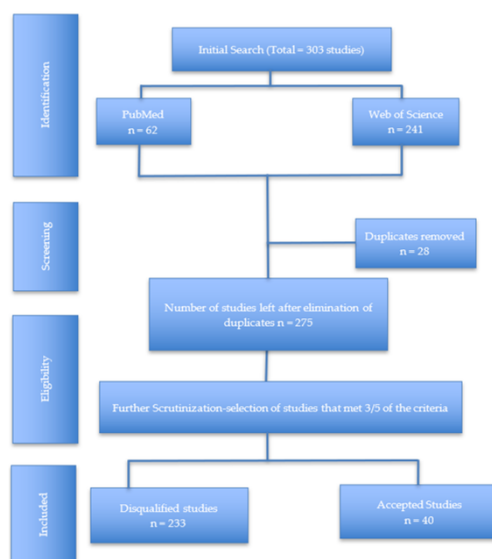 Identification
Initial Search (Total = 303 studies)
PubMed
n = 62
Web of Science
n = 241
Screening
Duplicates removed
n = 28
Number of studies left after elimination of
duplicates n = 275
Eligibility
Further Scrutinization-selection of studies that met 3/5 of the criteria
Included
Disqualified studies
n = 233
Accepted Studies
n = 40